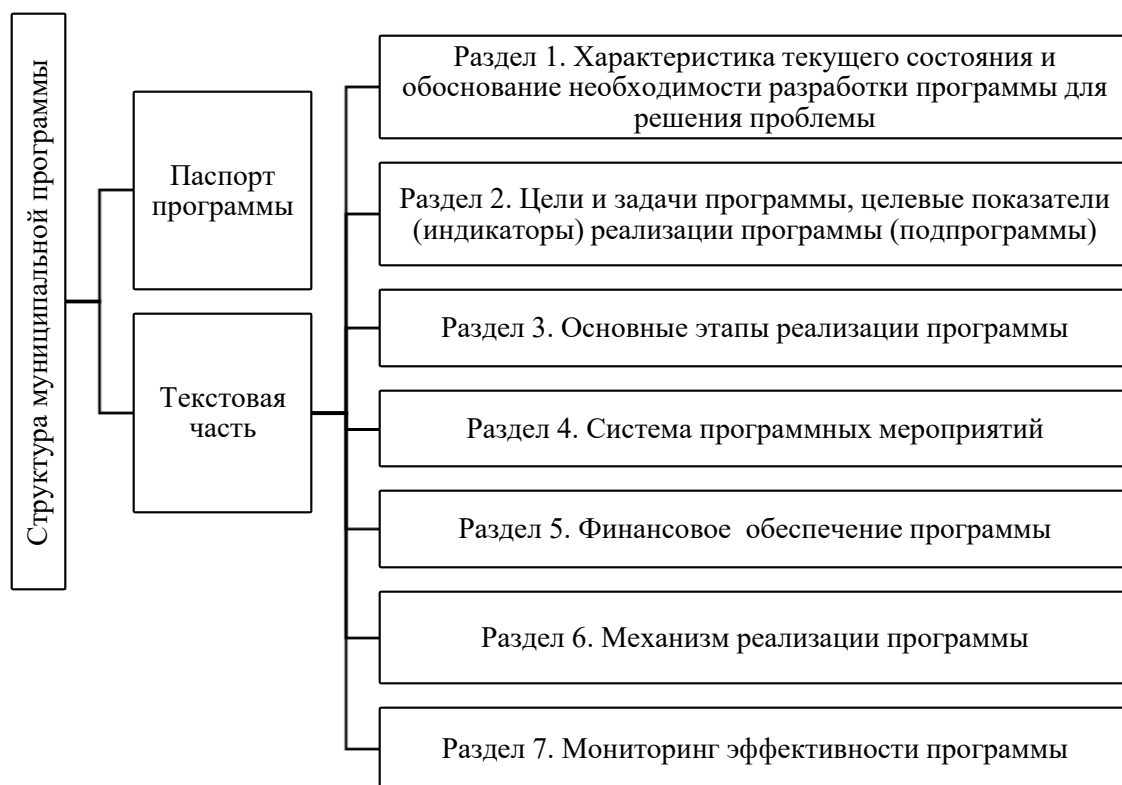 Структура муниципальной программы
Паспорт
программы
Текстовая
часть
Раздел 1. Характеристика текущего состояния и
обоснование необходимости разработки программы для
решения проблемы
Раздел 2. Цели и задачи программы, целевые показатели
(индикаторы) реализации программы (подпрограммы)
Раздел 3. Основные этапы реализации программы
Раздел 4. Система программных мероприятий
Раздел 5. Финансовое  обеспечение программы
Раздел 6. Механизм реализации программы
Раздел 7. Мониторинг эффективности программы